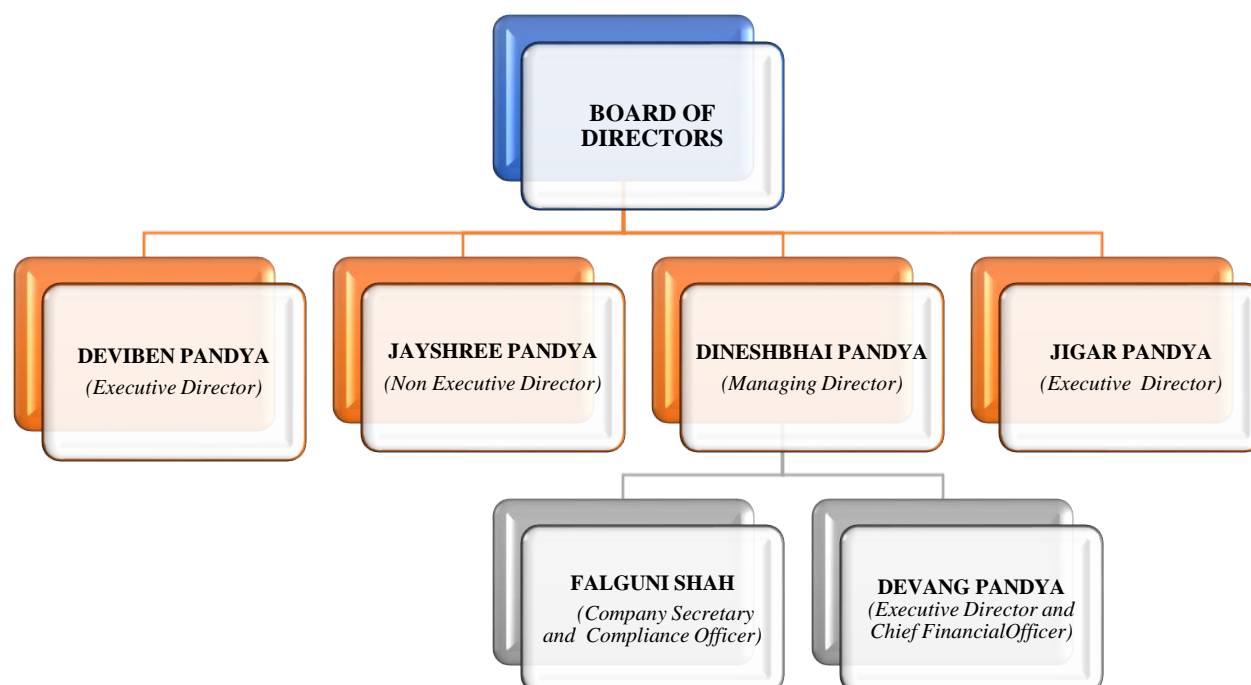 BOARD OF
DIRECTORS
DEVIBEN PANDYA
(Executive Director)
JAYSHREE PANDYA
(Non Executive Director)
DINESHBHAI PANDYA
(Managing Director)
JIGAR PANDYA
(Executive Director)
FALGUNI SHAH
(Company Secretary
and Compliance Officer)
DEVANG PANDYA
(Executive Director and
Chief FinancialOfficer)